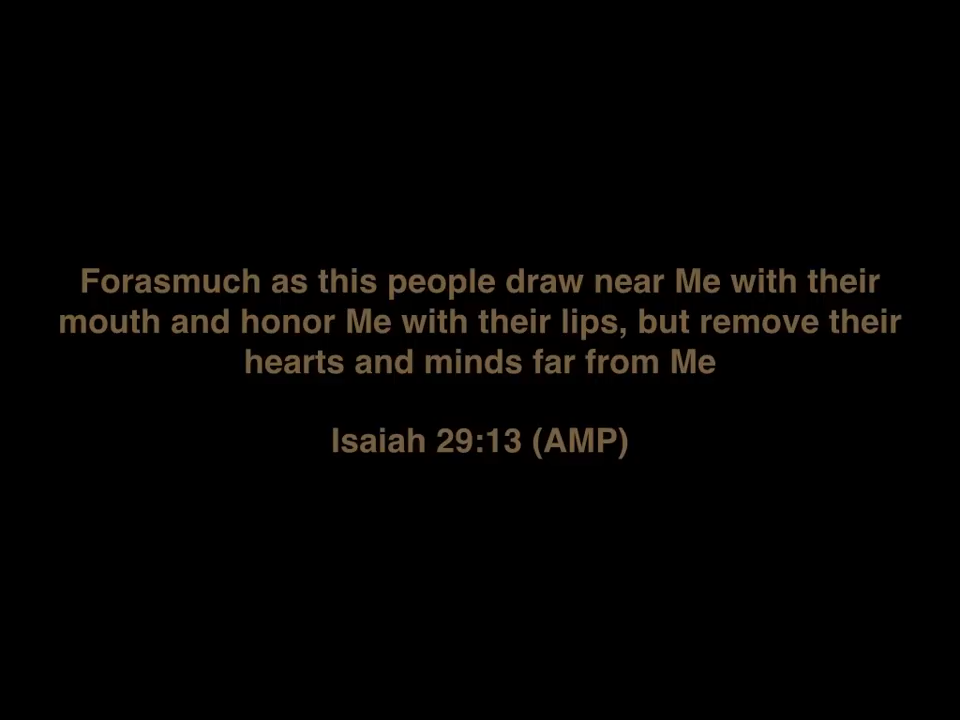 Forasmuch as this people draw near Me with their
mouth and honor Me with their lips, but remove their
hearts and minds far from Me
Isaiah 29:13 (AMP)